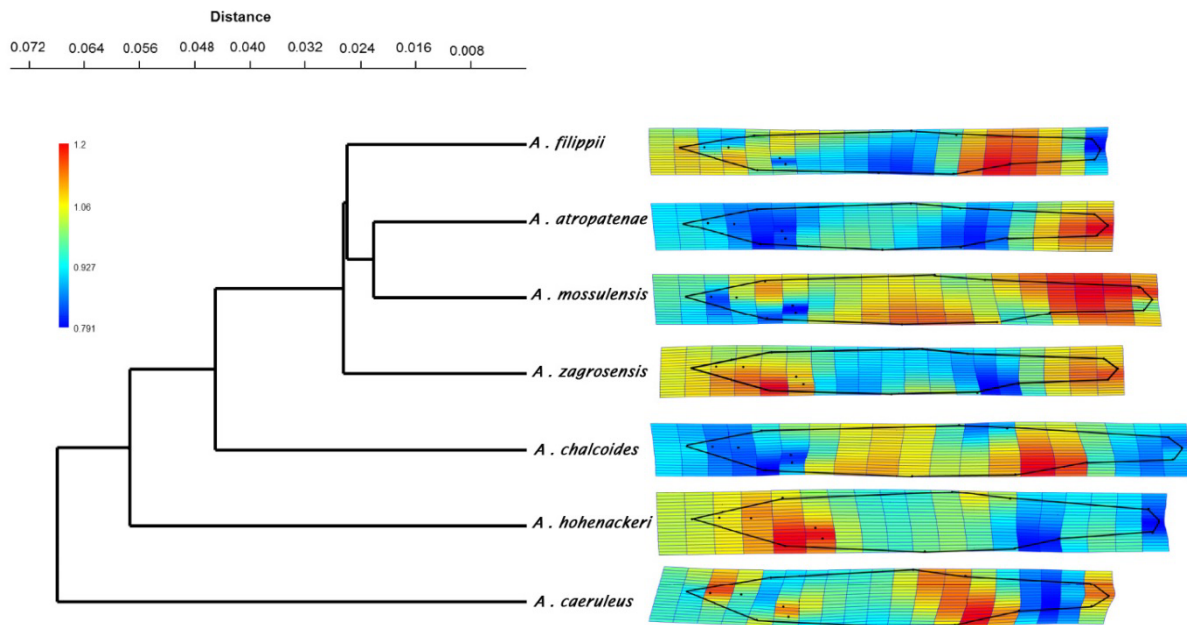 Distance
0.072 0.064 0.056 0.048 0.040 0.032 0.024 0.016 0.008
1.2
1.06
0.927
0.791
A . filippii
A . atropatenae
A . mossulensis
A . zagrosensis
A . chalcoides
A . hohenackeri
A . caeruleus